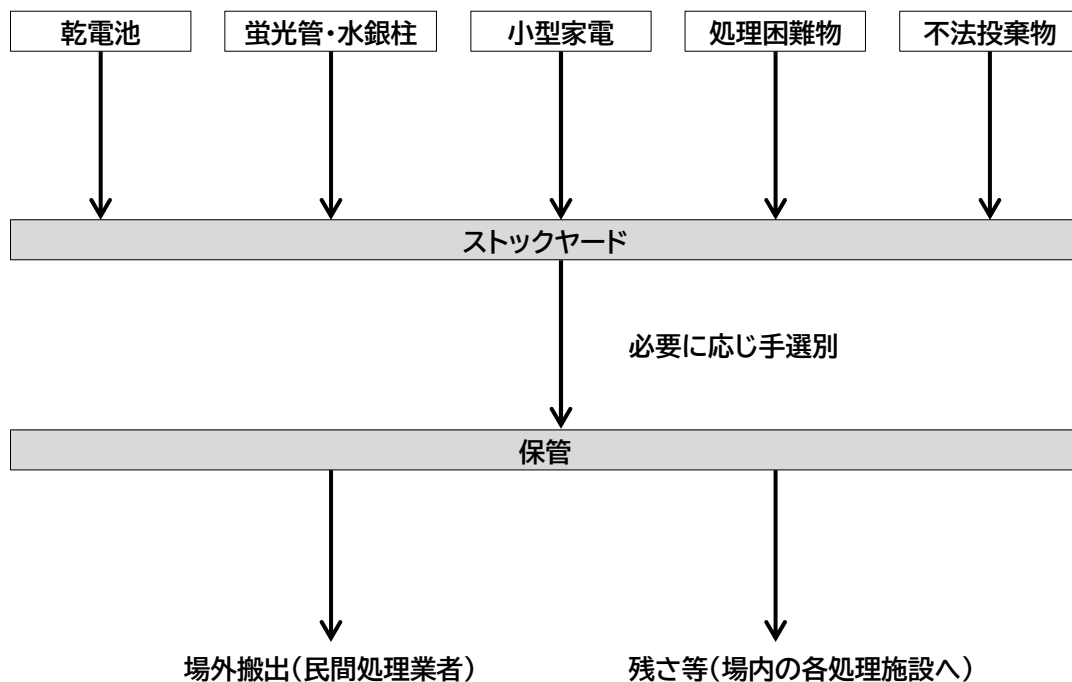 乾電池
蛍光管・水銀柱
小型家電
処理困難物
不法投棄物
ストックヤード
必要に応じ手選別
保管
場外搬出(民間処理業者)
残さ等(場内の各処理施設へ)